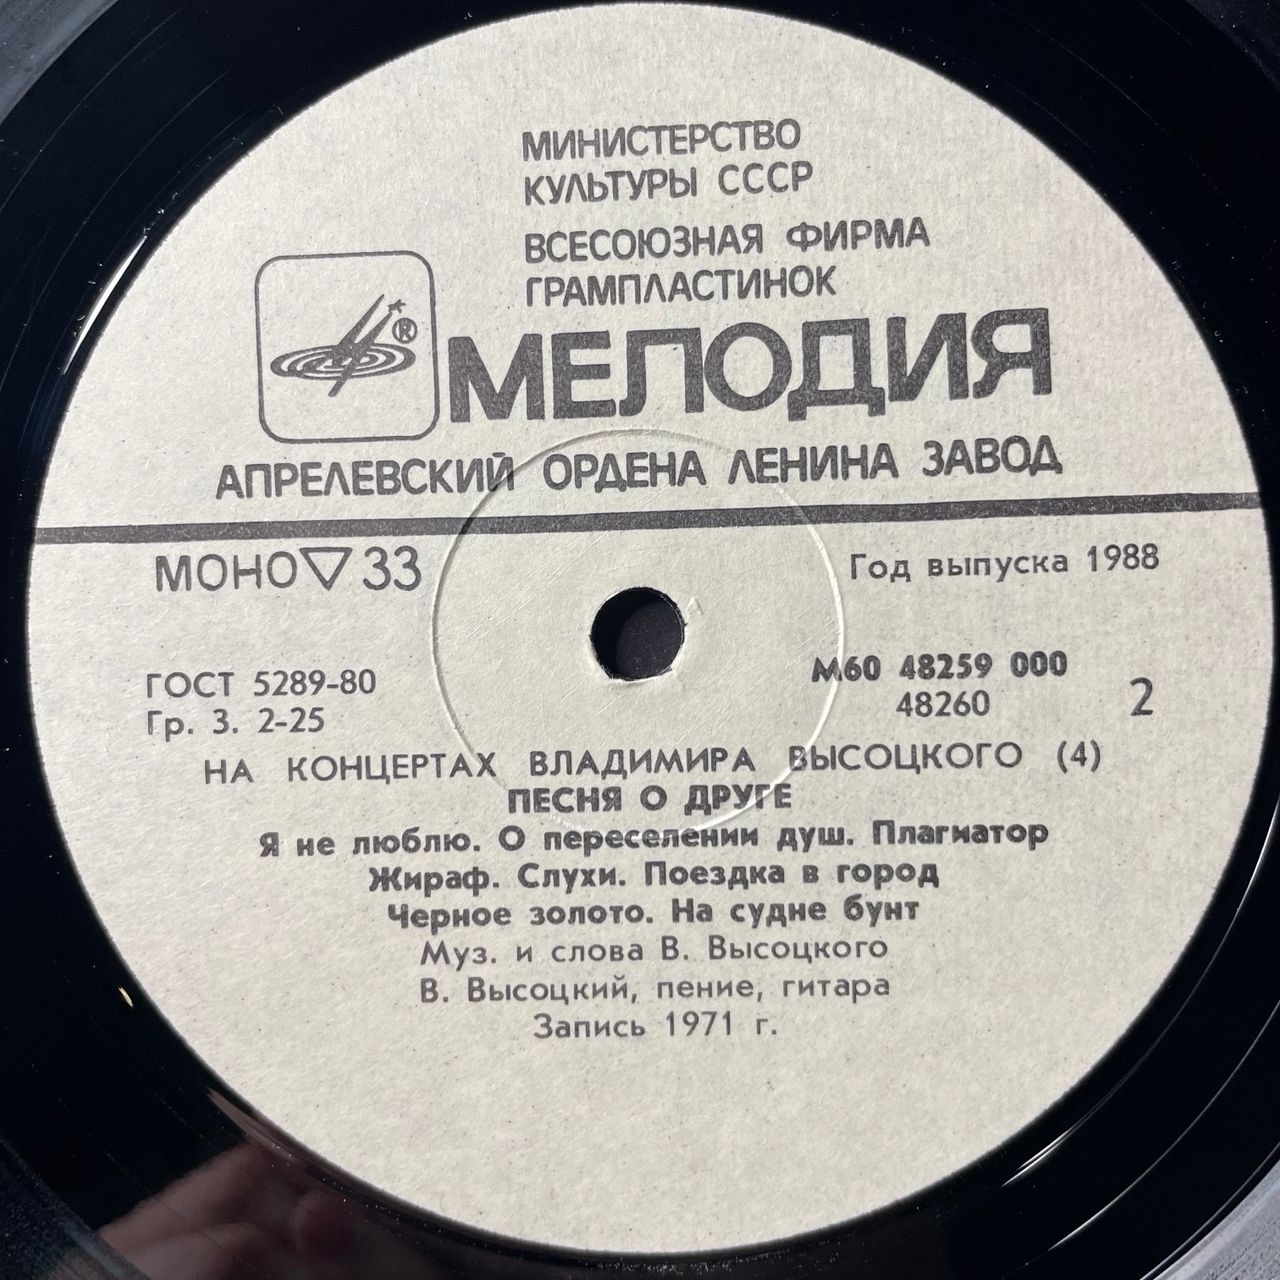 МИНИСТЕРСТВО
КУЛЬТУРЫ СССР
ВСЕСОЮЗНАЯ ФИРМА
ГРАМПЛАСТИНОК
®
МЕЛОДИЯ
АПРЕЛЕВСКИЙ ОРДЕНА ЛЕНИНА ЗАВОД
МОНО▽33
Год выпуска 1988
ГОСТ 5289-80
Гр. 3. 2-25
М60 48259 000
48260
2
НА КОНЦЕРТАХ ВЛАДИМИРА ВЫСОЦКОГО (4)
ПЕСНЯ О ДРУГЕ
Я не люблю. О переселении душ. Плагиатор
Жираф. Слухи. Поездка в город
Черное золото. На судне бунт
Муз. и слова В. Высоцкого
В. Высоцкий, пение, гитара
Запись 1971 г.